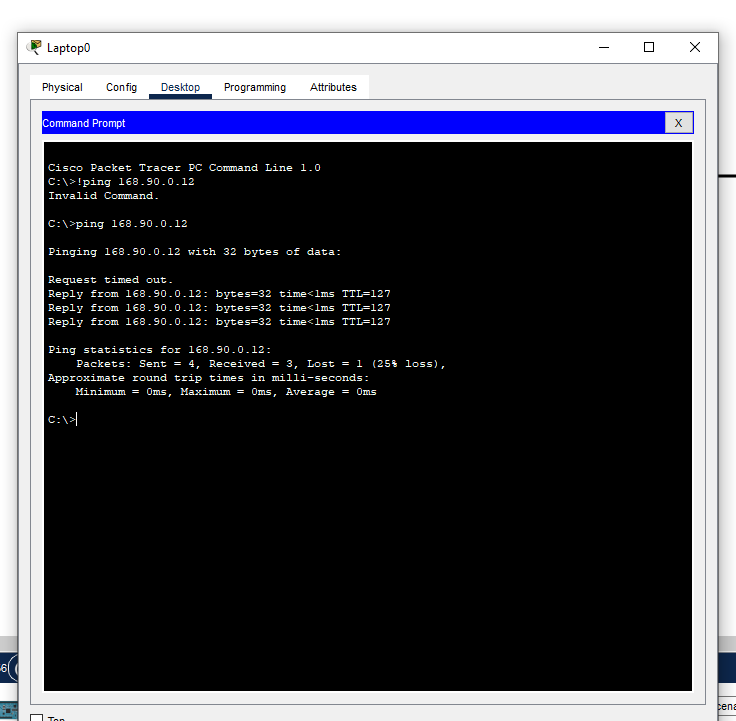 Laptop0
Physical Config Desktop Programming Attributes
Command Prompt X
Cisco Packet Tracer PC Command Line 1.0
C:\>!ping 168.90.0.12
Invalid Command.
C:\>ping 168.90.0.12
Pinging 168.90.0.12 with 32 bytes of data:
Request timed out.
Reply from 168.90.0.12: bytes=32 time<1ms TTL=127
Reply from 168.90.0.12: bytes=32 time<1ms TTL=127
Reply from 168.90.0.12: bytes=32 time<1ms TTL=127
Ping statistics for 168.90.0.12:
Packets: Sent = 4, Received = 3, Lost = 1 (25% loss),
Approximate round trip times in milli-seconds:
Minimum = 0ms, Maximum = 0ms, Average = 0ms
C:\>
Top